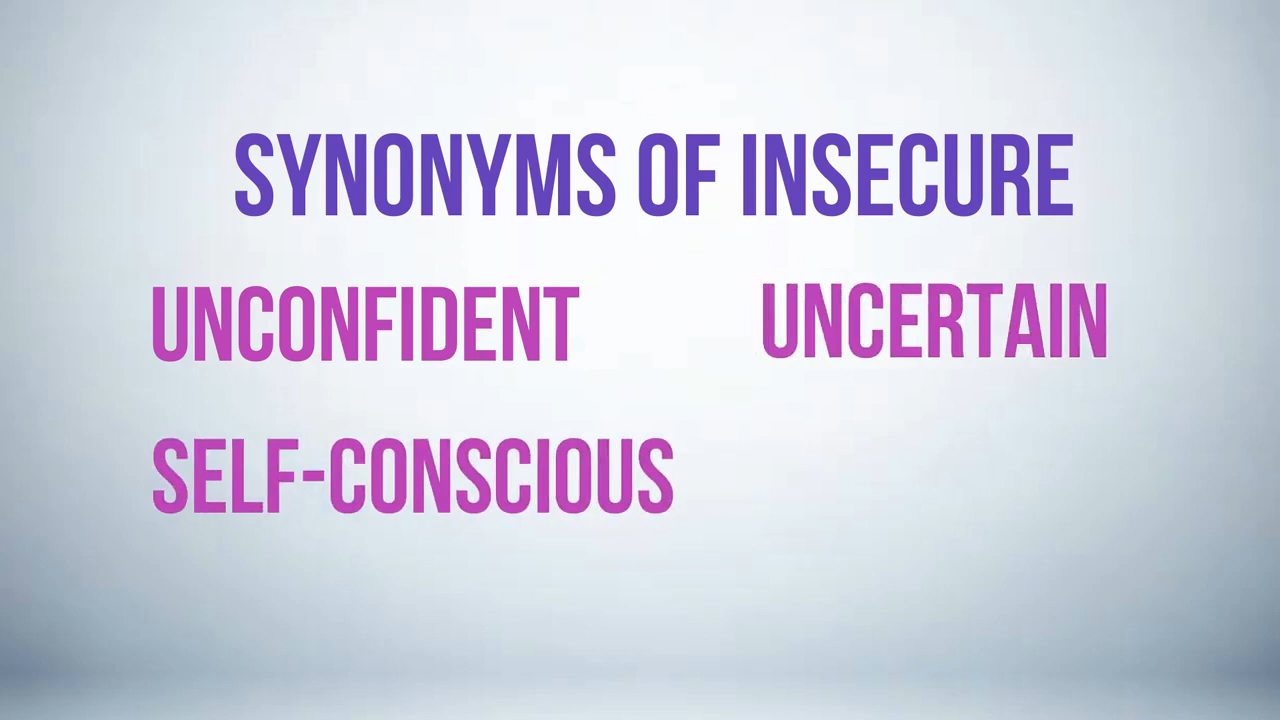 SYNONYMS OF INSECURE
UNCONFIDENT UNCERTAIN
SELF-CONSCIOUS